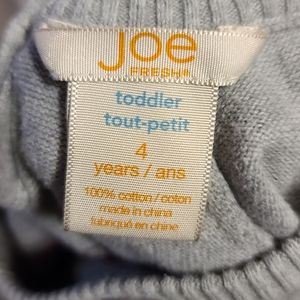 joe
FRESH®
toddler
tout-petit
4
years / ans
100% cotton / coton
made in china
fabriqué en chine